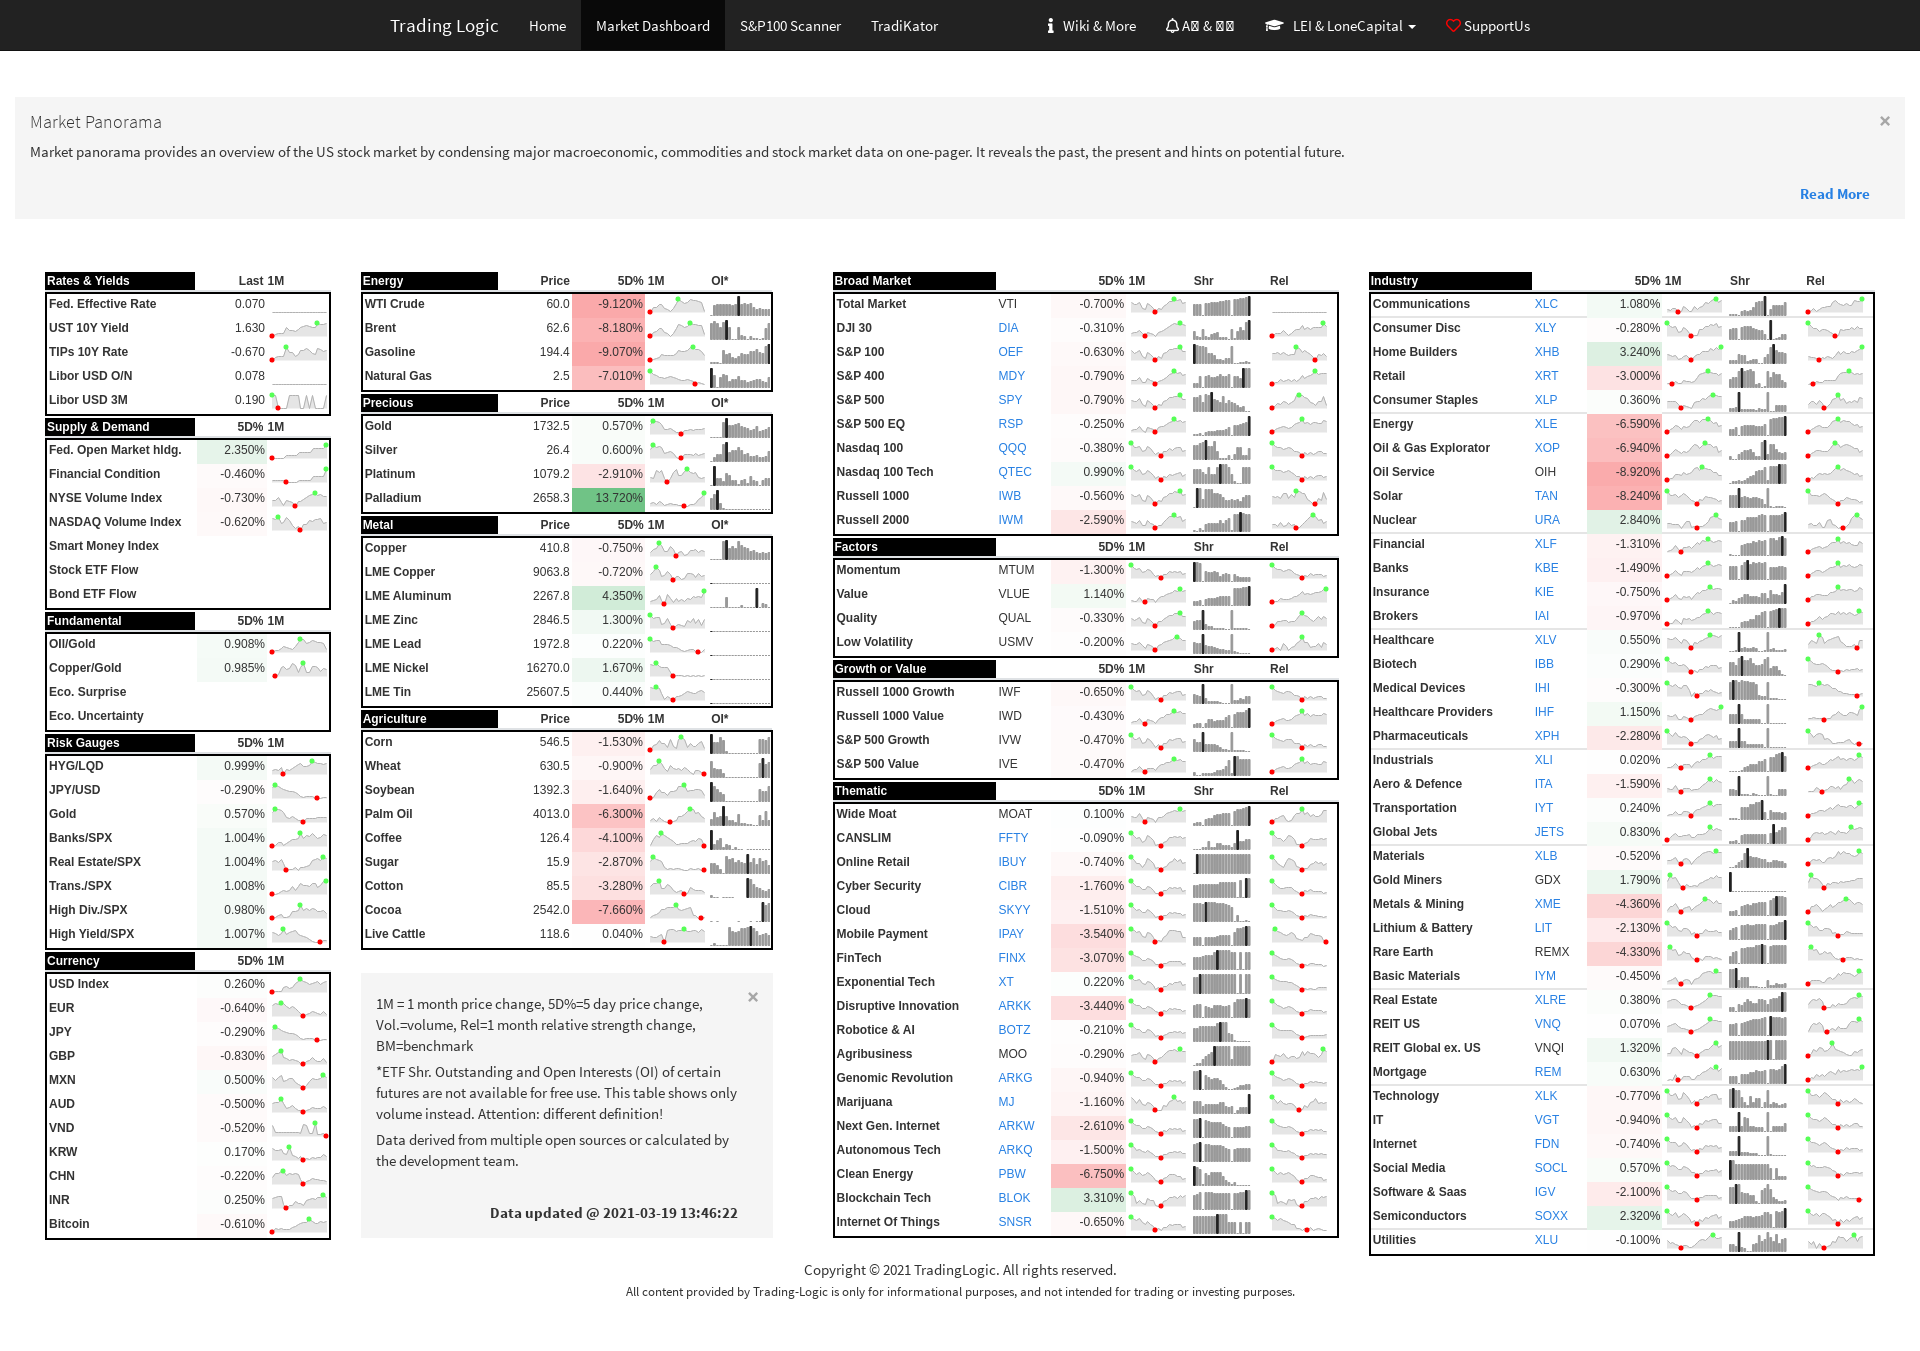 Trading Logic Home Market Dashboard S&P100 Scanner TradiKator Wiki & More LEI & LoneCapital SupportUs
Market Panorama
×
Market panorama provides an overview of the US stock market by condensing major macroeconomic, commodities and stock market data on one-pager. It reveals the past, the present and hints on potential future.
Read More
Rates & Yields Last 1M
Fed. Effective Rate 0.070
UST 10Y Yield 1.630
TIPs 10Y Rate -0.670
Libor USD O/N 0.078
Libor USD 3M 0.190
Supply & Demand 5D% 1M
Fed. Open Market hldg. 2.350%
Financial Condition -0.460%
NYSE Volume Index -0.730%
NASDAQ Volume Index -0.620%
Smart Money Index
Stock ETF Flow
Bond ETF Flow
Fundamental 5D% 1M
OIl/Gold 0.908%
Copper/Gold 0.985%
Eco. Surprise
Eco. Uncertainty
Risk Gauges 5D% 1M
HYG/LQD 0.999%
JPY/USD -0.290%
Gold 0.570%
Banks/SPX 1.004%
Real Estate/SPX 1.004%
Trans./SPX 1.008%
High Div./SPX 0.980%
High Yield/SPX 1.007%
Currency 5D% 1M
USD Index 0.260%
EUR -0.640%
JPY -0.290%
GBP -0.830%
MXN 0.500%
AUD -0.500%
VND -0.520%
KRW 0.170%
CHN -0.220%
INR 0.250%
Bitcoin -0.610%
Energy Price 5D% 1M OI*
WTI Crude 60.0 -9.120%
Brent 62.6 -8.180%
Gasoline 194.4 -9.070%
Natural Gas 2.5 -7.010%
Precious Price 5D% 1M OI*
Gold 1732.5 0.570%
Silver 26.4 0.600%
Platinum 1079.2 -2.910%
Palladium 2658.3 13.720%
Metal Price 5D% 1M OI*
Copper 410.8 -0.750%
LME Copper 9063.8 -0.720%
LME Aluminum 2267.8 4.350%
LME Zinc 2846.5 1.300%
LME Lead 1972.8 0.220%
LME Nickel 16270.0 1.670%
LME Tin 25607.5 0.440%
Agriculture Price 5D% 1M OI*
Corn 546.5 -1.530%
Wheat 630.5 -0.900%
Soybean 1392.3 -1.640%
Palm Oil 4013.0 -6.300%
Coffee 126.4 -4.100%
Sugar 15.9 -2.870%
Cotton 85.5 -3.280%
Cocoa 2542.0 -7.660%
Live Cattle 118.6 0.040%
×
1M = 1 month price change, 5D%=5 day price change,
Vol.=volume, Rel=1 month relative strength change,
BM=benchmark
*ETF Shr. Outstanding and Open Interests (OI) of certain
futures are not available for free use. This table shows only
volume instead. Attention: different definition!
Data derived from multiple open sources or calculated by
the development team.
Data updated @ 2021-03-19 13:46:22
Broad Market 5D% 1M Shr Rel
Total Market VTI -0.700%
DJI 30 DIA -0.310%
S&P 100 OEF -0.630%
S&P 400 MDY -0.790%
S&P 500 SPY -0.790%
S&P 500 EQ RSP -0.250%
Nasdaq 100 QQQ -0.380%
Nasdaq 100 Tech QTEC 0.990%
Russell 1000 IWB -0.560%
Russell 2000 IWM -2.590%
Factors 5D% 1M Shr Rel
Momentum MTUM -1.300%
Value VLUE 1.140%
Quality QUAL -0.330%
Low Volatility USMV -0.200%
Growth or Value 5D% 1M Shr Rel
Russell 1000 Growth IWF -0.650%
Russell 1000 Value IWD -0.430%
S&P 500 Growth IVW -0.470%
S&P 500 Value IVE -0.470%
Thematic 5D% 1M Shr Rel
Wide Moat MOAT 0.100%
CANSLIM FFTY -0.090%
Online Retail IBUY -0.740%
Cyber Security CIBR -1.760%
Cloud SKYY -1.510%
Mobile Payment IPAY -3.540%
FinTech FINX -3.070%
Exponential Tech XT 0.220%
Disruptive Innovation ARKK -3.440%
Robotice & AI BOTZ -0.210%
Agribusiness MOO -0.290%
Genomic Revolution ARKG -0.940%
Marijuana MJ -1.160%
Next Gen. Internet ARKW -2.610%
Autonomous Tech ARKQ -1.500%
Clean Energy PBW -6.750%
Blockchain Tech BLOK 3.310%
Internet Of Things SNSR -0.650%
Industry 5D% 1M Shr Rel
Communications XLC 1.080%
Consumer Disc XLY -0.280%
Home Builders XHB 3.240%
Retail XRT -3.000%
Consumer Staples XLP 0.360%
Energy XLE -6.590%
Oil & Gas Explorator XOP -6.940%
Oil Service OIH -8.920%
Solar TAN -8.240%
Nuclear URA 2.840%
Financial XLF -1.310%
Banks KBE -1.490%
Insurance KIE -0.750%
Brokers IAI -0.970%
Healthcare XLV 0.550%
Biotech IBB 0.290%
Medical Devices IHI -0.300%
Healthcare Providers IHF 1.150%
Pharmaceuticals XPH -2.280%
Industrials XLI 0.020%
Aero & Defence ITA -1.590%
Transportation IYT 0.240%
Global Jets JETS 0.830%
Materials XLB -0.520%
Gold Miners GDX 1.790%
Metals & Mining XME -4.360%
Lithium & Battery LIT -2.130%
Rare Earth REMX -4.330%
Basic Materials IYM -0.450%
Real Estate XLRE 0.380%
REIT US VNQ 0.070%
REIT Global ex. US VNQI 1.320%
Mortgage REM 0.630%
Technology XLK -0.770%
IT VGT -0.940%
Internet FDN -0.740%
Social Media SOCL 0.570%
Software & Saas IGV -2.100%
Semiconductors SOXX 2.320%
Utilities XLU -0.100%
Copyright © 2021 TradingLogic. All rights reserved.
All content provided by Trading-Logic is only for informational purposes, and not intended for trading or investing purposes.